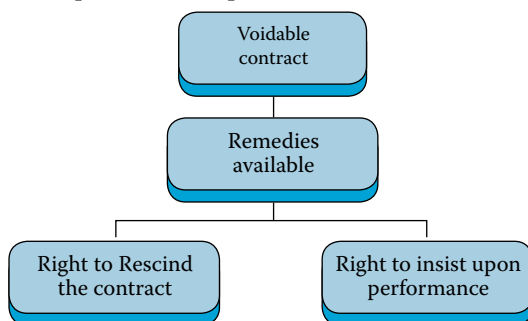 Voidable
contract
Remedies
available
Right to Rescind
the contract
Right to insist upon
performance